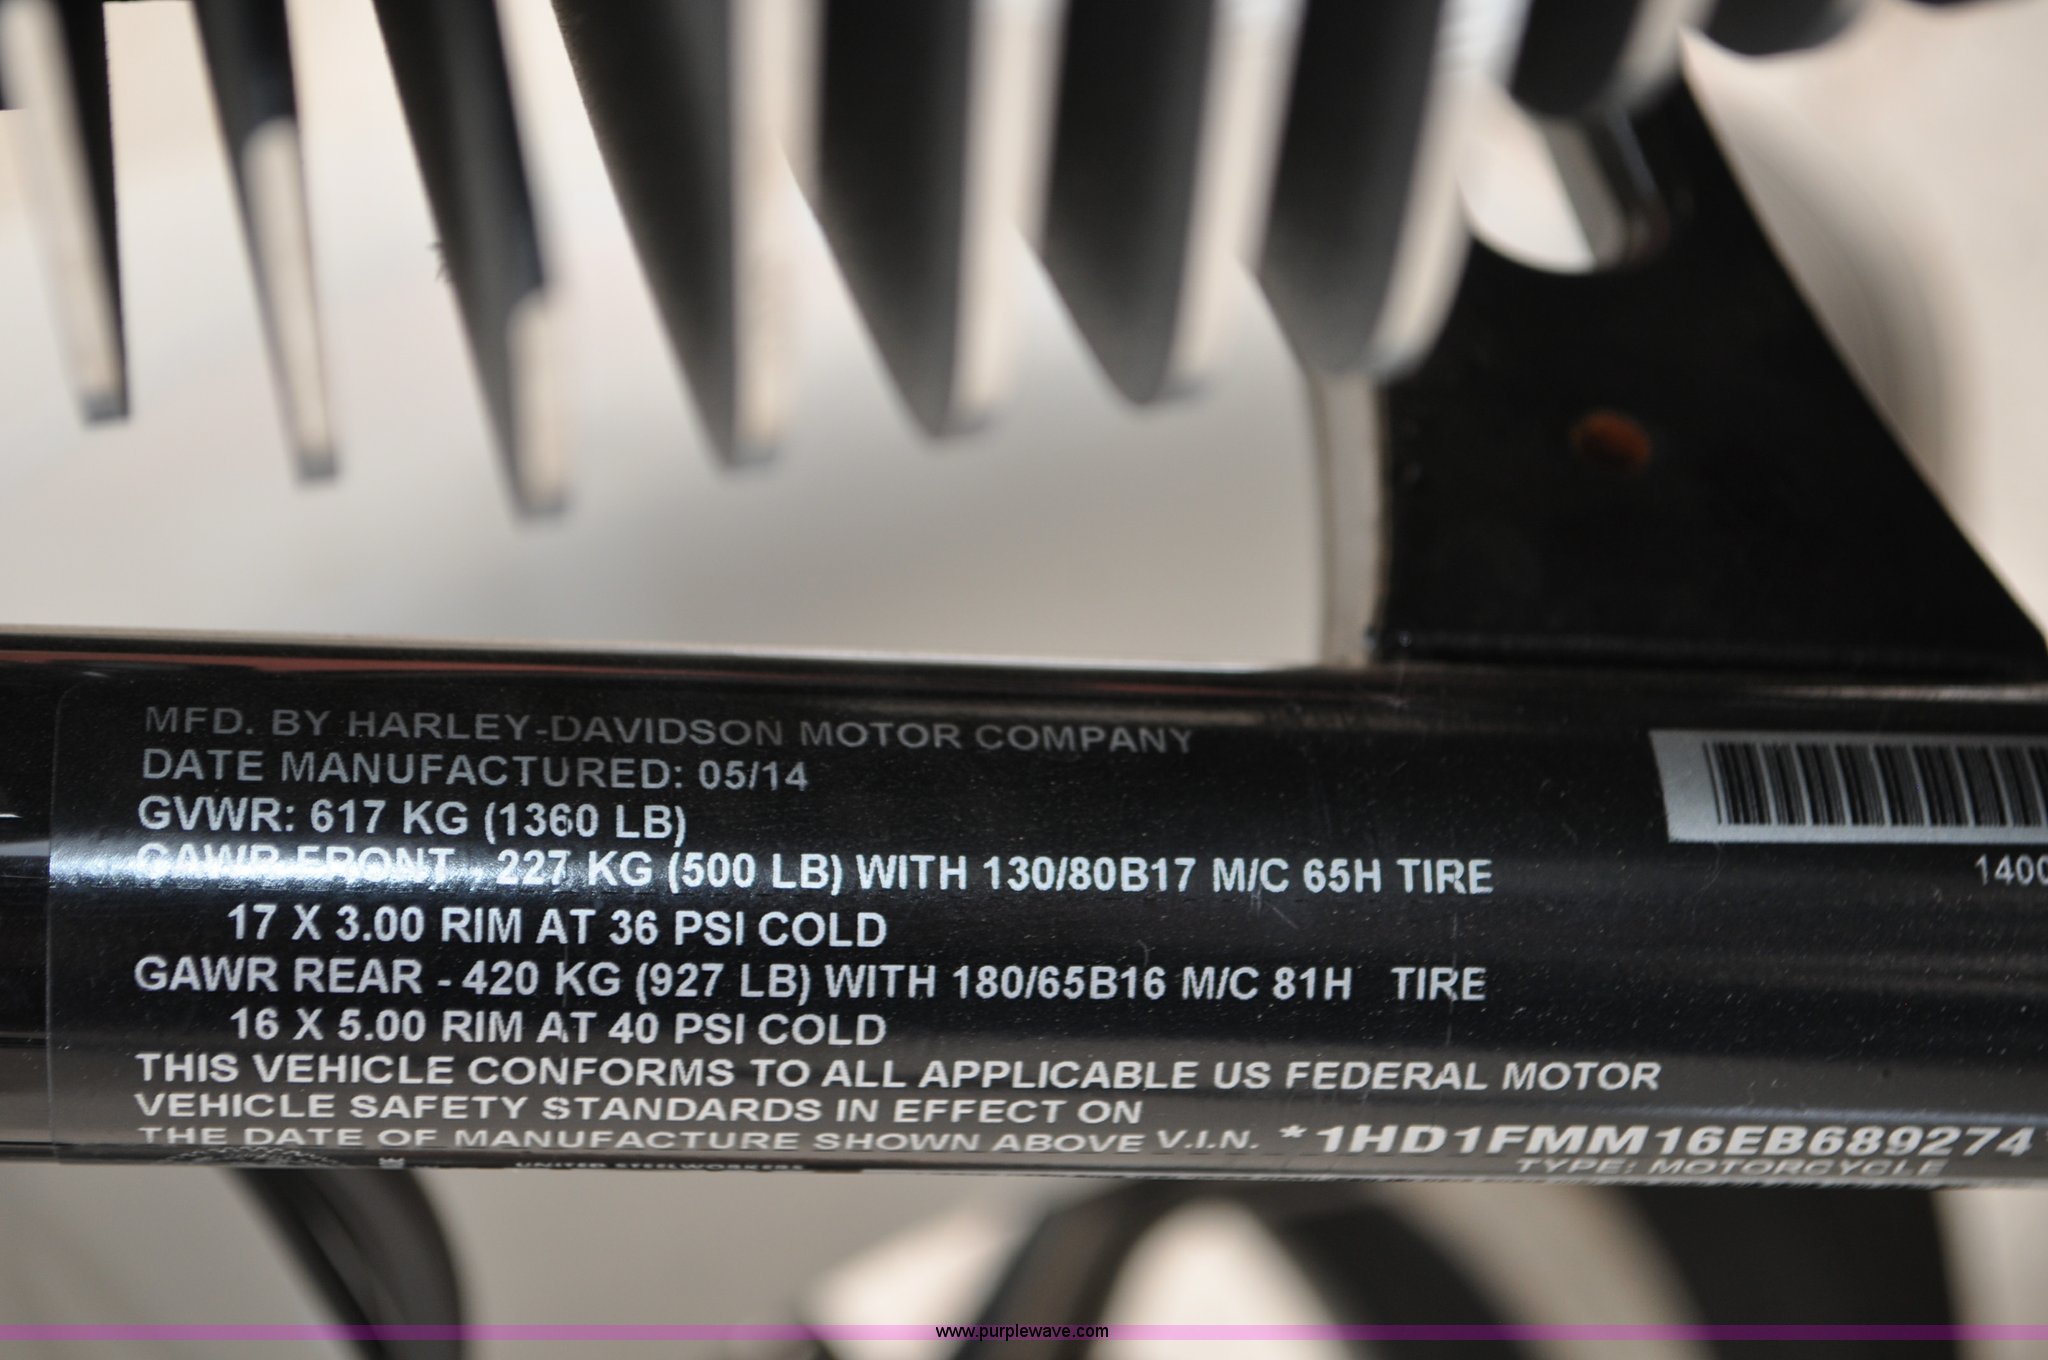 MFD. BY HARLEY-DAVIDSON MOTOR COMPANY
DATE MANUFACTURED: 05/14
GVWR: 617 KG (1360 LB)
GAWR FRONT - 227 KG (500 LB) WITH 130/80B17 M/C 65H TIRE
17 X 3.00 RIM AT 36 PSI COLD
GAWR REAR - 420 KG (927 LB) WITH 180/65B16 M/C 81H TIRE
16 X 5.00 RIM AT 40 PSI COLD
THIS VEHICLE CONFORMS TO ALL APPLICABLE US FEDERAL MOTOR
VEHICLE SAFETY STANDARDS IN EFFECT ON
THE DATE OF MANUFACTURE SHOWN ABOVE V.I.N. *1HD1FMM16EB689274*
TYPE: MOTORCYCLE
UNITED STEELWORKERS
1400
www.purplewave.com